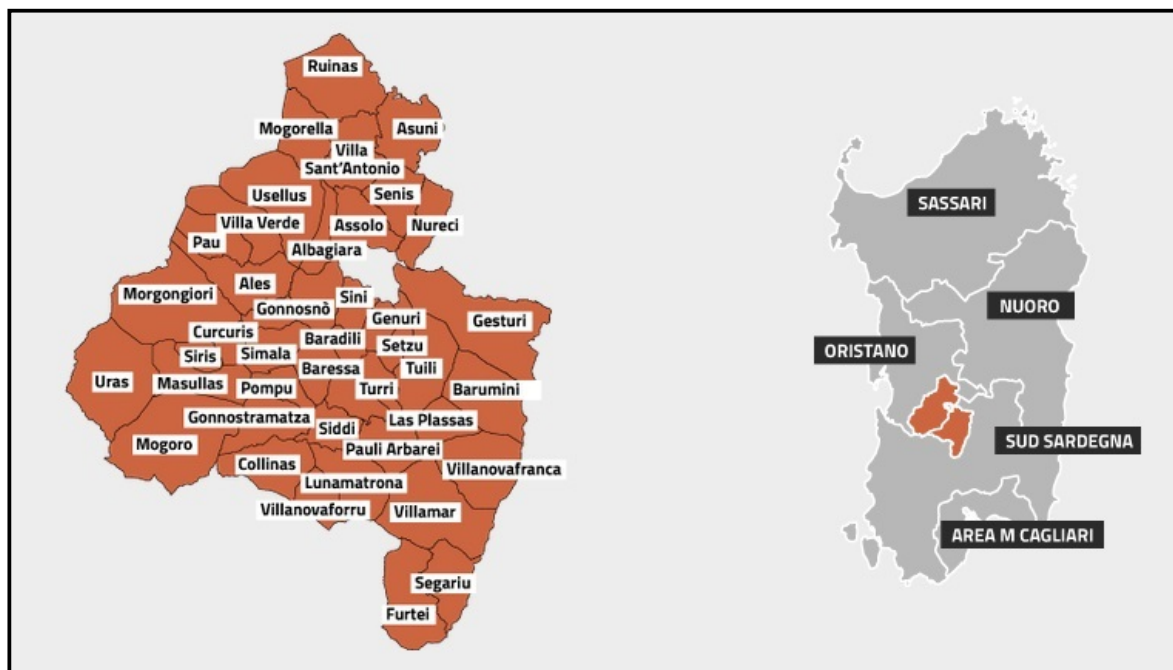 Ruinas
Mogorella
Asuni
Villa
Sant'Antonio
Usellus
Senis
Villa Verde
Assolo
Nureci
Pau
Albagiara
Ales
Morgongiori
Sini
Gonnosnò
Genuri
Gesturi
Curcuris
Baradili
Setzu
Siris
Simala
Baressa
Tuili
Uras
Masullas
Pompu
Turri
Barumini
Gonnostramatza
Siddi
Las Plassas
Mogoro
Pauli Arbarei
Collinas
Villanovafranca
Lunamatrona
Villanovaforru
Villamar
Segariu
Furtei
SASSARI
NUORO
ORISTANO
SUD SARDEGNA
AREA M CAGLIARI